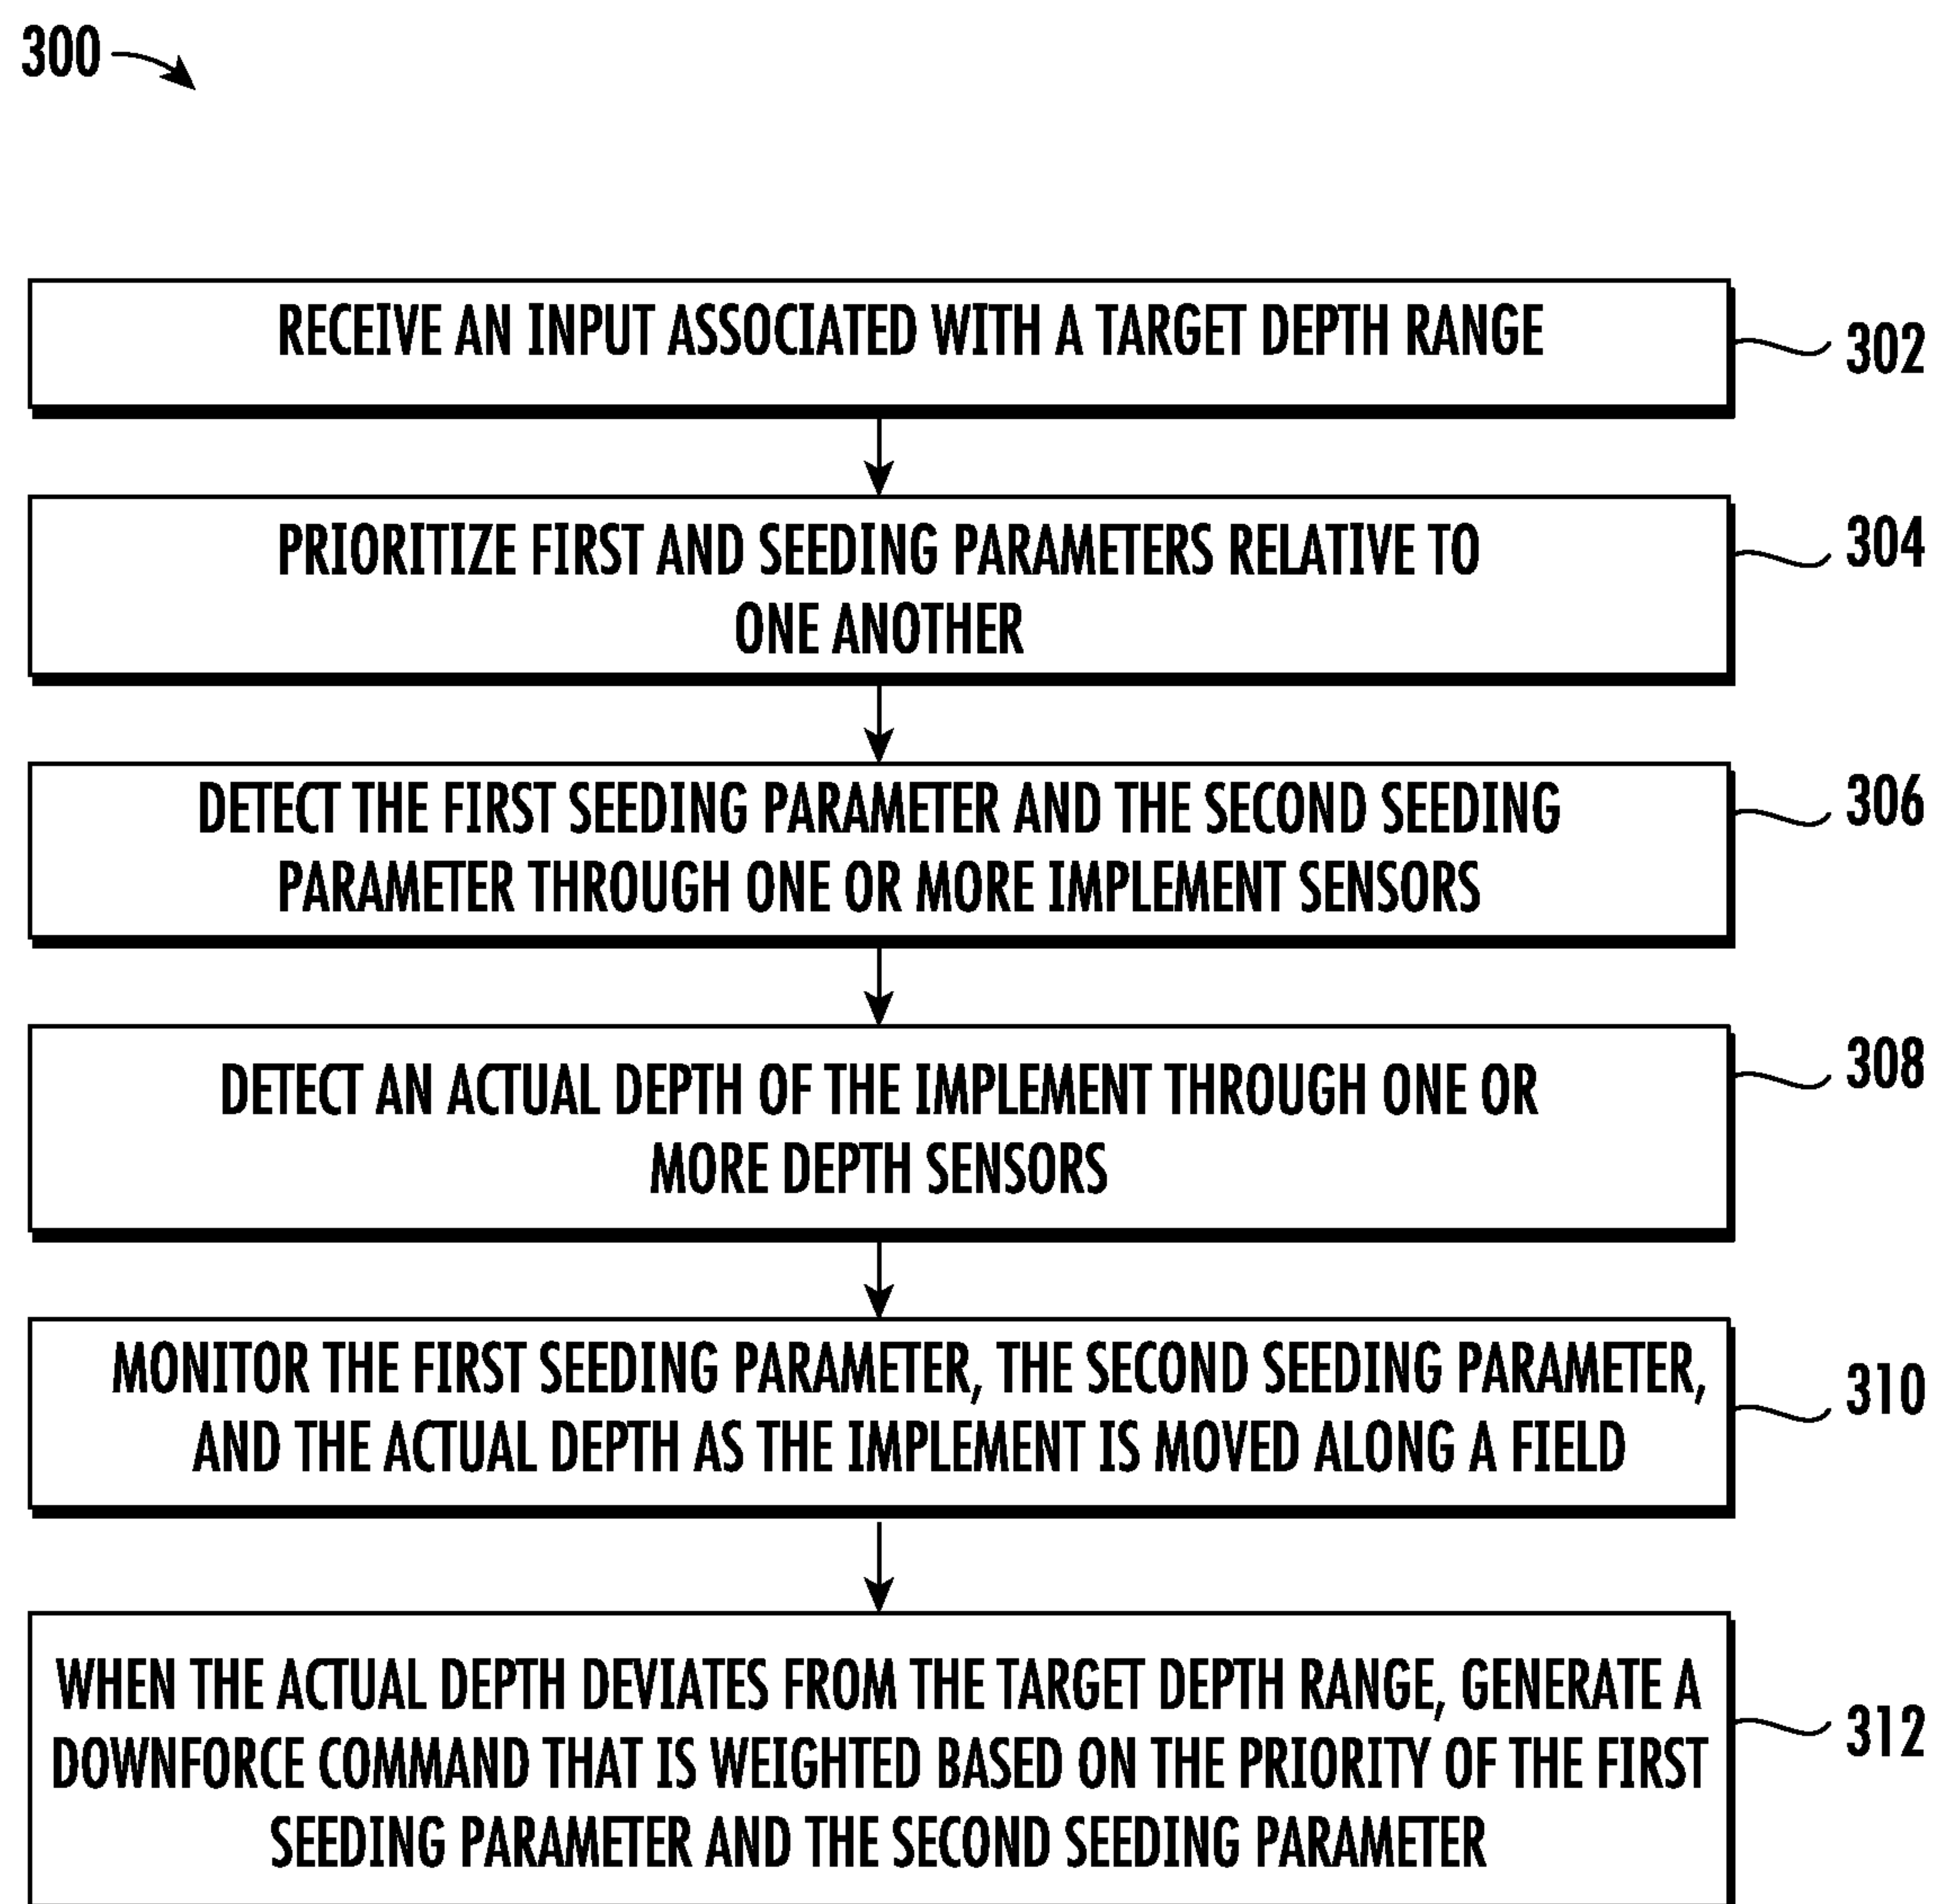 300
RECEIVE AN INPUT ASSOCIATED WITH A TARGET DEPTH RANGE
302
PRIORITIZE FIRST AND SEEDING PARAMETERS RELATIVE TO
ONE ANOTHER
304
DETECT THE FIRST SEEDING PARAMETER AND THE SECOND SEEDING
PARAMETER THROUGH ONE OR MORE IMPLEMENT SENSORS
306
DETECT AN ACTUAL DEPTH OF THE IMPLEMENT THROUGH ONE OR
MORE DEPTH SENSORS
308
MONITOR THE FIRST SEEDING PARAMETER, THE SECOND SEEDING PARAMETER,
AND THE ACTUAL DEPTH AS THE IMPLEMENT IS MOVED ALONG A FIELD
310
WHEN THE ACTUAL DEPTH DEVIATES FROM THE TARGET DEPTH RANGE, GENERATE A
DOWNFORCE COMMAND THAT IS WEIGHTED BASED ON THE PRIORITY OF THE FIRST
SEEDING PARAMETER AND THE SECOND SEEDING PARAMETER
312